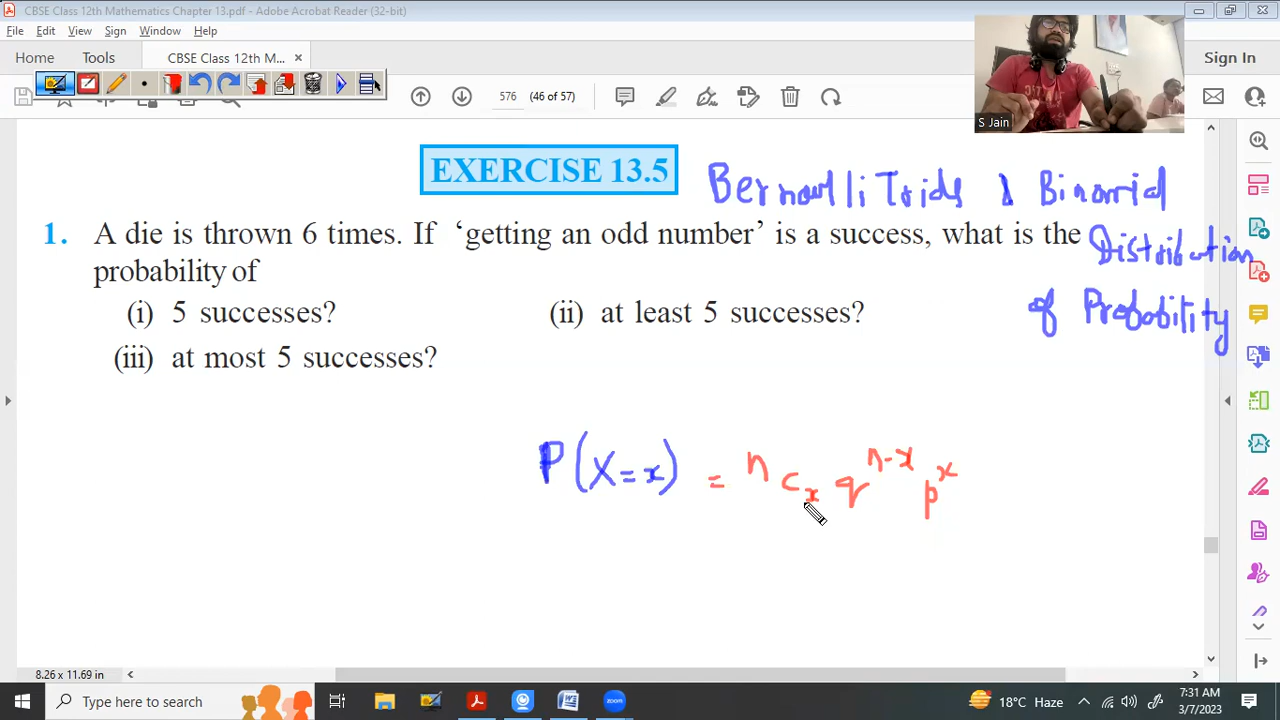 CBSE Class 12th Mathematics Chapter 13.pdf - Adobe Acrobat Reader (32-bit)
File Edit View Sign Window Help
Home Tools CBSE Class 12th M... × Sign In
576 (46 of 57)
S Jain
EXERCISE 13.5
Bernoulli Trials & Binomial
Distribution
of Probability
1. A die is thrown 6 times. If ‘getting an odd number’ is a success, what is the
probability of
(i) 5 successes? (ii) at least 5 successes?
(iii) at most 5 successes?
P(X=x) = ⁿCₓ qⁿ⁻ˣ pˣ
8.26 x 11.69 in
Type here to search
18°C Haze
7:31 AM
3/7/2023
zoom